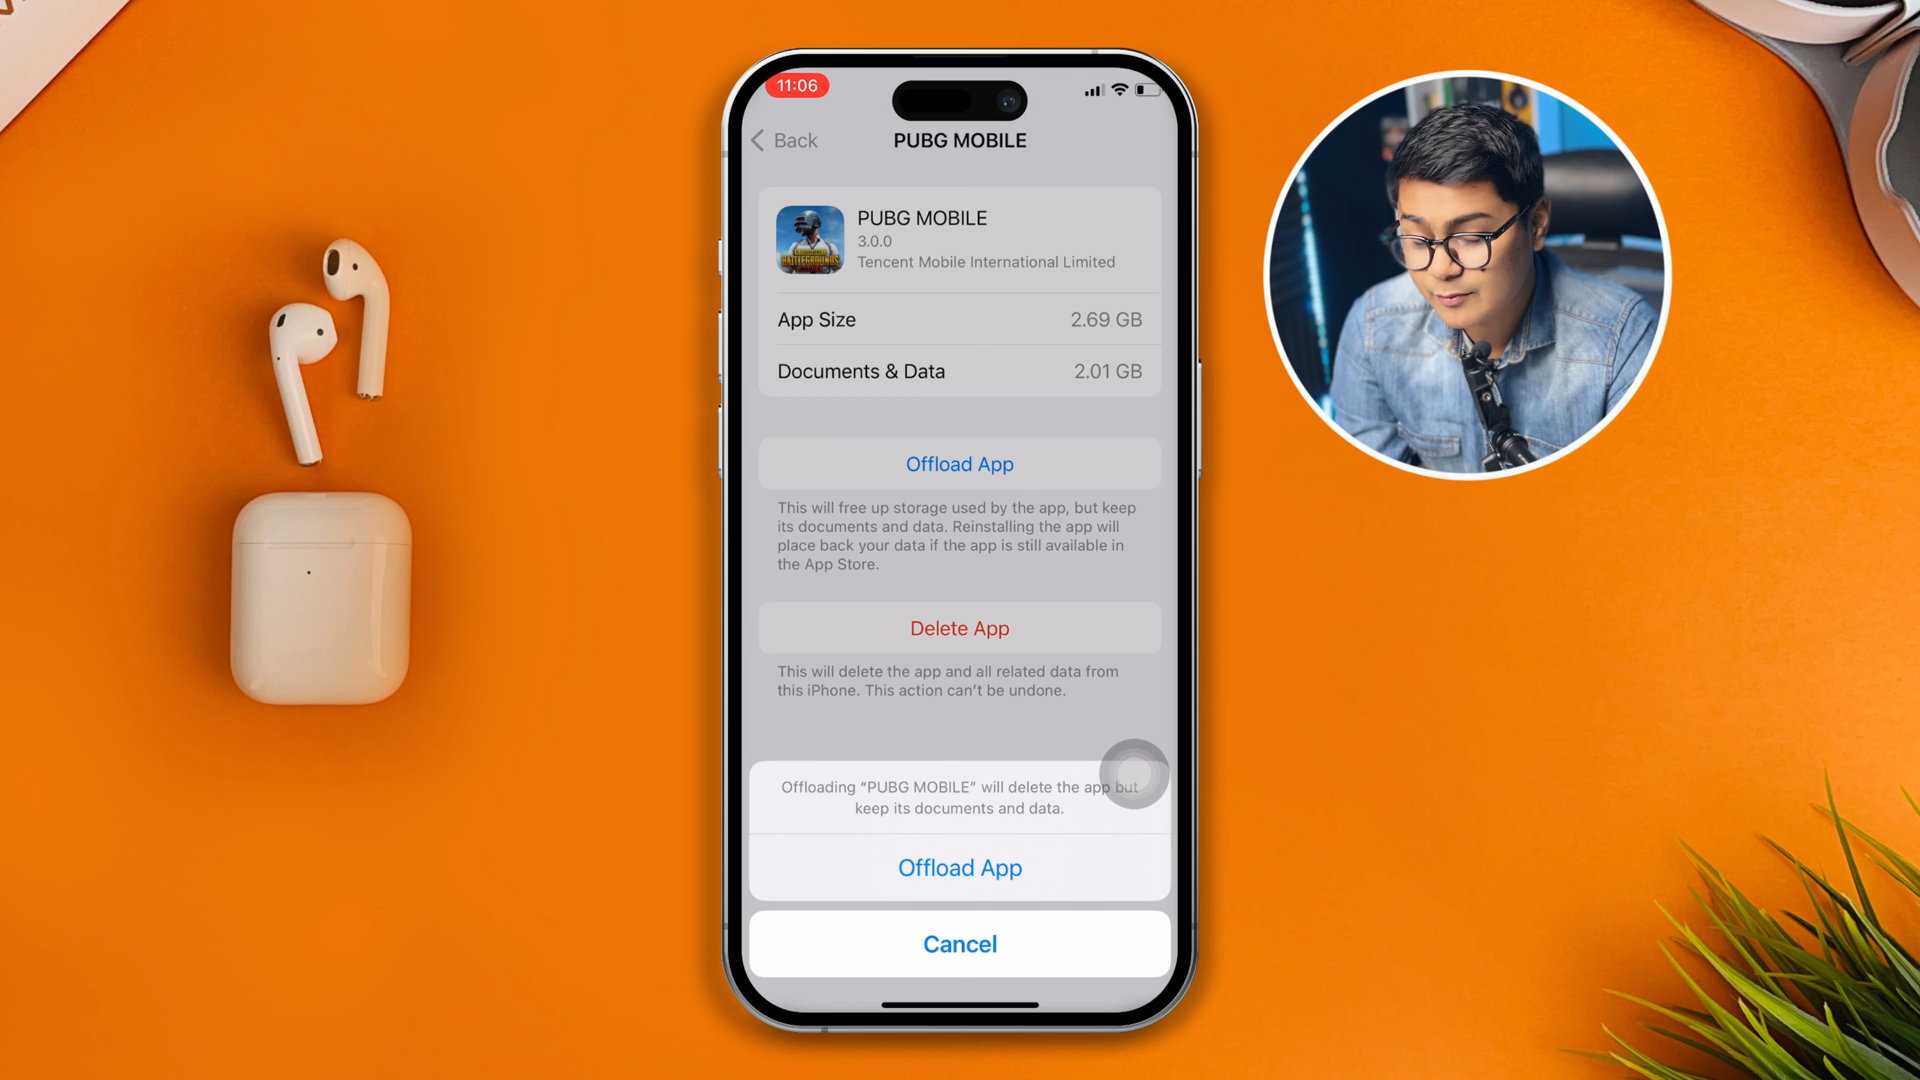 11:06
Back
PUBG MOBILE
PUBG MOBILE
3.0.0
Tencent Mobile International Limited
App Size
2.69 GB
Documents & Data
2.01 GB
Offload App
This will free up storage used by the app, but keep
its documents and data. Reinstalling the app will
place back your data if the app is still available in
the App Store.
Delete App
This will delete the app and all related data from
this iPhone. This action can’t be undone.
Offloading “PUBG MOBILE” will delete the app but
keep its documents and data.
Offload App
Cancel